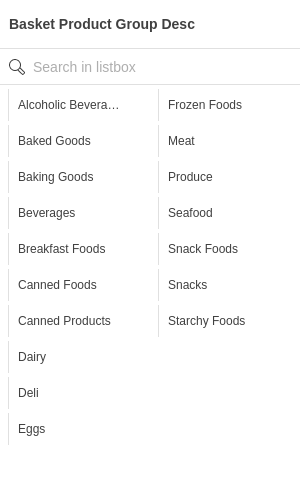 Basket Product Group Desc
Search in listbox
Alcoholic Bevera…
Baked Goods
Baking Goods
Beverages
Breakfast Foods
Canned Foods
Canned Products
Dairy
Deli
Eggs
Frozen Foods
Meat
Produce
Seafood
Snack Foods
Snacks
Starchy Foods